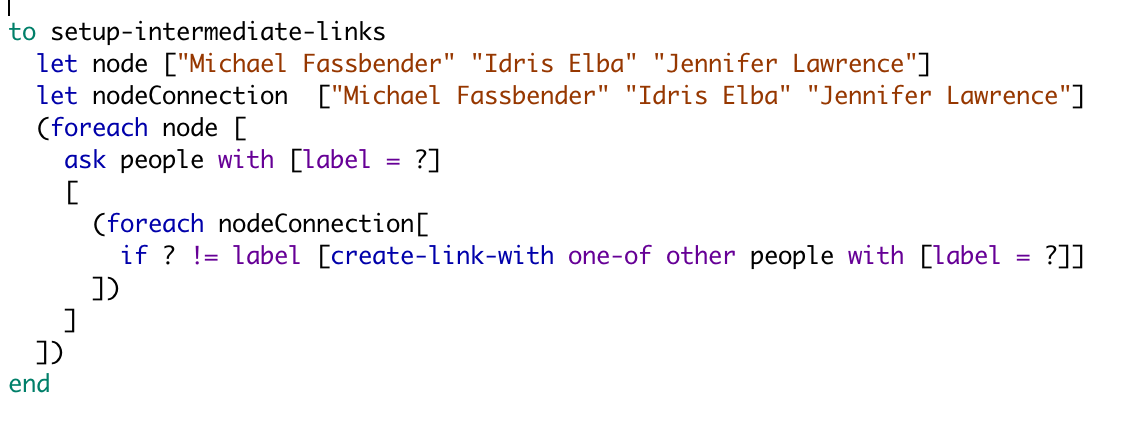 to setup-intermediate-links
let node ["Michael Fassbender" "Idris Elba" "Jennifer Lawrence"]
let nodeConnection  ["Michael Fassbender" "Idris Elba" "Jennifer Lawrence"]
(foreach node [
ask people with [label = ?]
[
(foreach nodeConnection[
if ? != label [create-link-with one-of other people with [label = ?]]
])
]
])
end